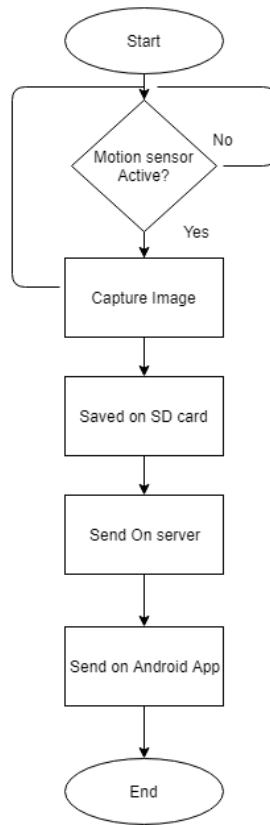 Start
No
Motion sensor
Active?
Yes
Capture Image
Saved on SD card
Send On server
Send on Android App
End